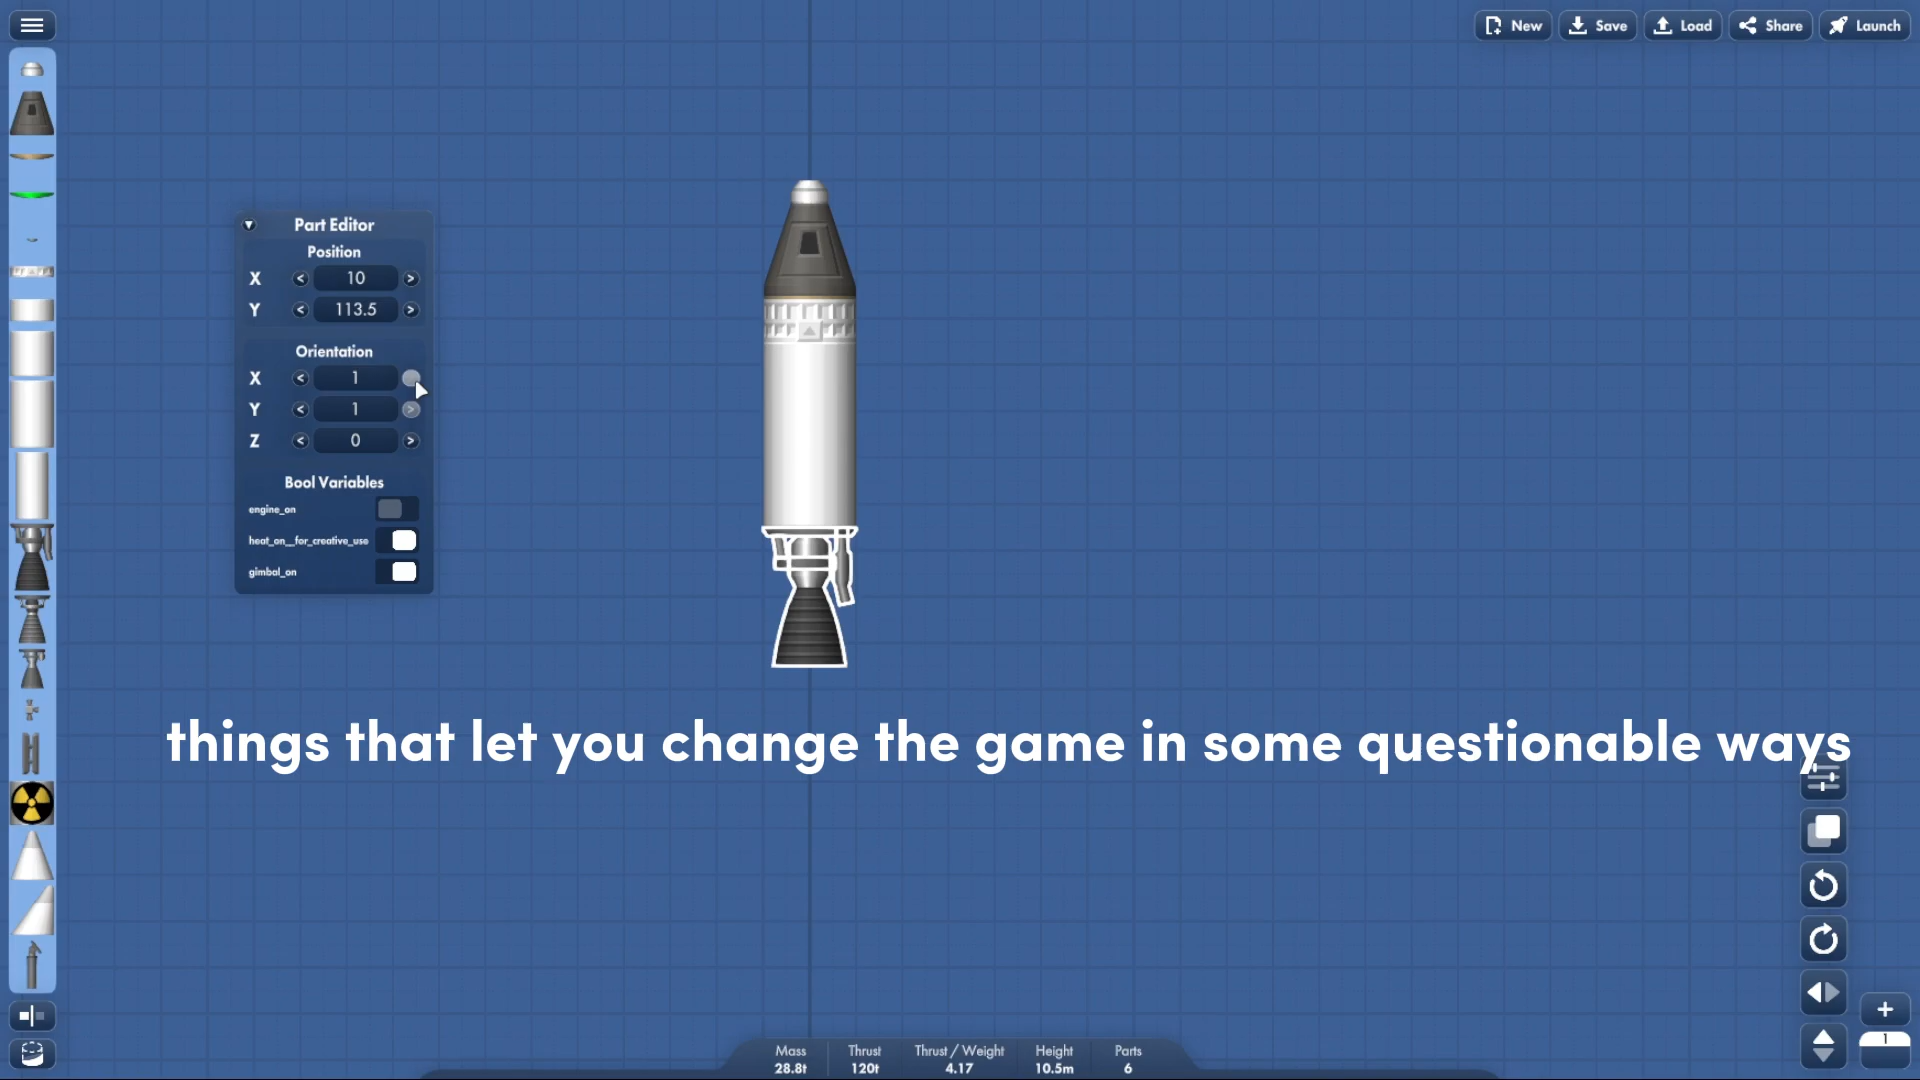 New
Save
Load
Share
Launch
Part Editor
Position
X < 10 >
Y < 113.5 >
Orientation
X < 1
Y < 1 >
Z < 0 >
Bool Variables
engine_on
heat_on__for_creative_use
gimbal_on
things that let you change the game in some questionable ways
1
Mass Thrust Thrust / Weight Height Parts
28.8t 120t 4.17 10.5m 6